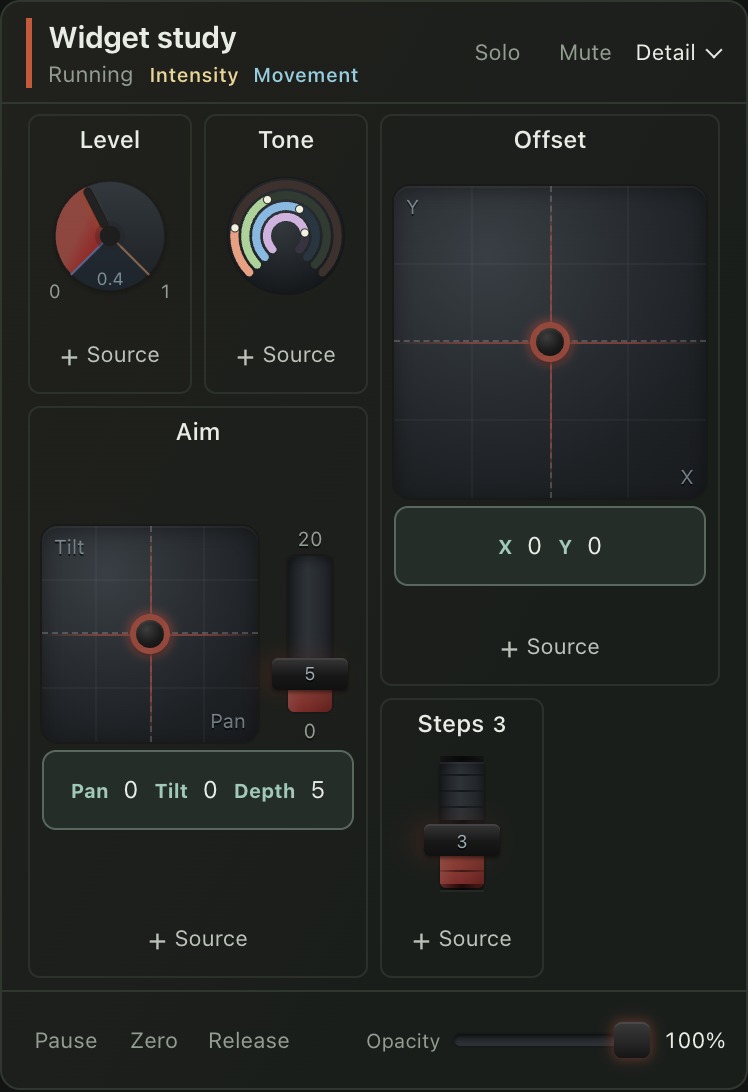 Widget study
Running Intensity Movement
Solo Mute Detail
Level
0.4
0 1
+ Source
Tone
+ Source
Offset
Y
X
X 0 Y 0
+ Source
Aim
Tilt
Pan
20
5
0
Pan 0 Tilt 0 Depth 5
+ Source
Steps 3
3
+ Source
Pause Zero Release Opacity 100%